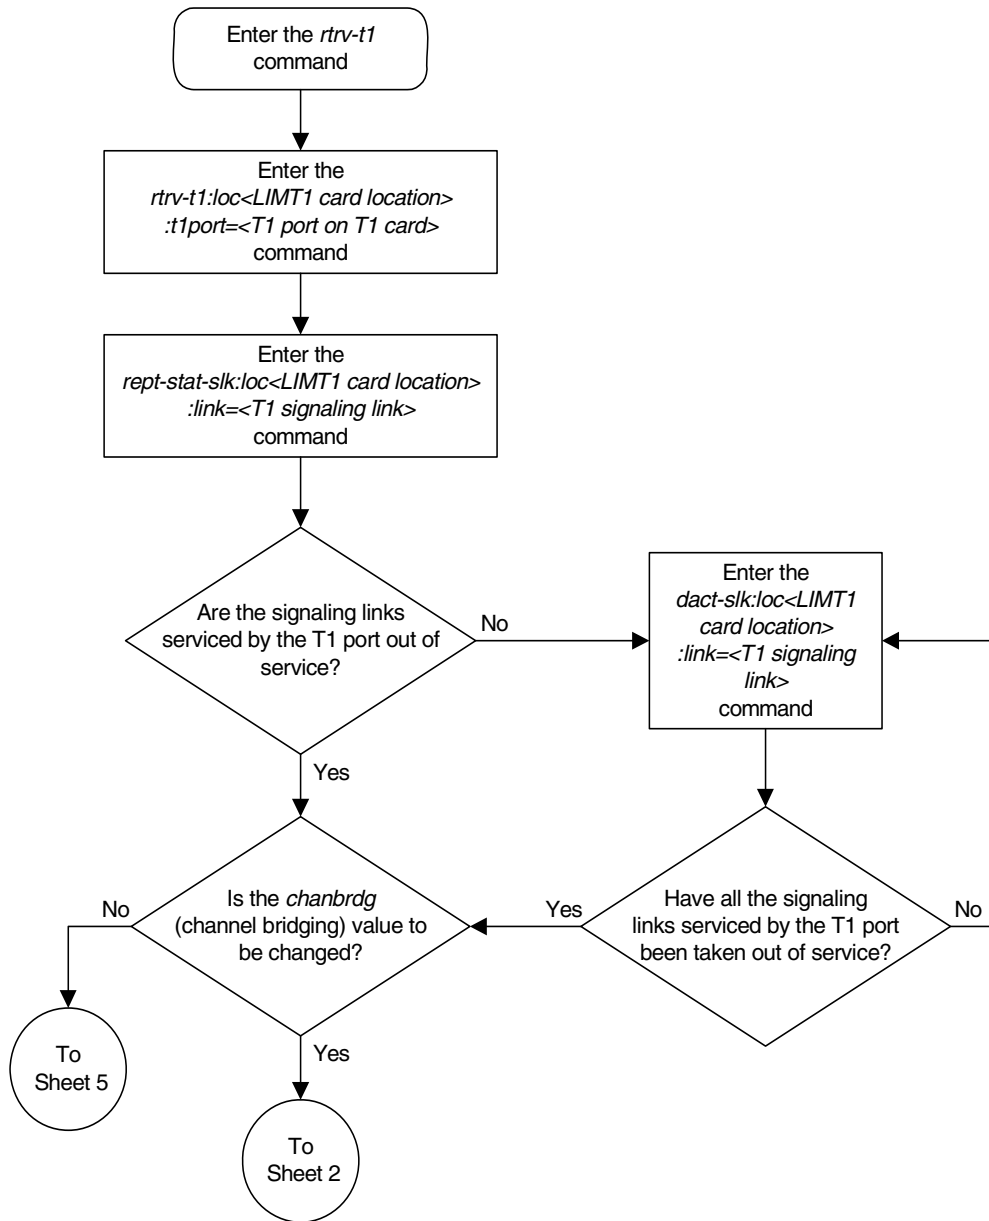 Enter the rtrv-t1
command
Enter the
rtrv-t1:loc<LIMT1 card location>
:t1port=<T1 port on T1 card>
command
Enter the
rept-stat-slk:loc<LIMT1 card location>
:link=<T1 signaling link>
command
Are the signaling links
serviced by the T1 port out of
service?
No
Yes
Enter the
dact-slk:loc<LIMT1
card location>
:link=<T1 signaling
link>
command
Have all the signaling
links serviced by the T1 port
been taken out of service?
No
Yes
Is the chanbrdg
(channel bridging) value to
be changed?
No
Yes
To
Sheet 5
To
Sheet 2